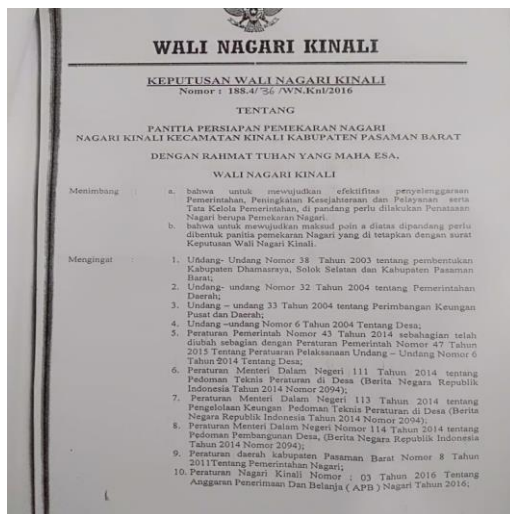 WALI NAGARI KINALI
KEPUTUSAN WALI NAGARI KINALI
Nomor : 188.4/ 36 /WN.Knl/2016
TENTANG
PANITIA PERSIAPAN PEMEKARAN NAGARI
NAGARI KINALI KECAMATAN KINALI KABUPATEN PASAMAN BARAT
DENGAN RAHMAT TUHAN YANG MAHA ESA,
WALI NAGARI KINALI
Menimbang : a. bahwa untuk mewujudkan efektifitas penyelenggaraan
Pemerintahan, Peningkatan Kesejahteraan dan Pelayanan serta
Tata Kelola Pemerintahan, di pandang perlu dilakukan Penataan
Nagari berupa Pemekaran Nagari.
b. bahwa untuk mewujudkan maksud poin a diatas dipandang perlu
dibentuk panitia pemekaran Nagari yang di tetapkan dengan surat
Keputusan Wali Nagari Kinali.
Mengingat : 1. Undang- Undang Nomor 38 Tahun 2003 tentang pembentukan
Kabupaten Dhamasraya, Solok Selatan dan Kabupaten Pasaman
Barat;
2. Undang- undang Nomor 32 Tahun 2004 tentang Pemerintahan
Daerah;
3. Undang – undang 33 Tahun 2004 tentang Perimbangan Keungan
Pusat dan Daerah;
4. Undang –undang Nomor 6 Tahun 2004 Tentang Desa;
5. Peraturan Pemerintah Nomor 43 Tahun 2014 sebahagian telah
diubah sebagian dengan Peraturan Pemerintah Nomor 47 Tahun
2015 Tentang Peratuaran Pelaksanaan Undang – Undang Nomor 6
Tahun 2014 Tentang Desa;
6. Peraturan Menteri Dalam Negeri 111 Tahun 2014 tentang
Pedoman Teknis Peraturan di Desa (Berita Negara Republik
Indonesia Tahun 2014 Nomor 2094);
7. Peraturan Menteri Dalam Negeri 113 Tahun 2014 tentang
Pengelolaan Keungan Pedoman Teknis Peraturan di Desa (Berita
Negara Republik Indonesia Tahun 2014 Nomor 2094);
8. Peraturan Menteri Dalam Negeri Nomor 114 Tahun 2014 tentang
Pedoman Pembangunan Desa, (Berita Negara Republik Indonesia
Tahun 2014 Nomor 2094);
9. Peraturan daerah kabupaten Pasaman Barat Nomor 8 Tahun
2011Tentang Pemerintahan Nagari;
10. Peraturan Nagari Kinali Nomor : 03 Tahun 2016 Tentang
Anggaran Penerimaan Dan Belanja ( APB ) Nagari Tahun 2016;